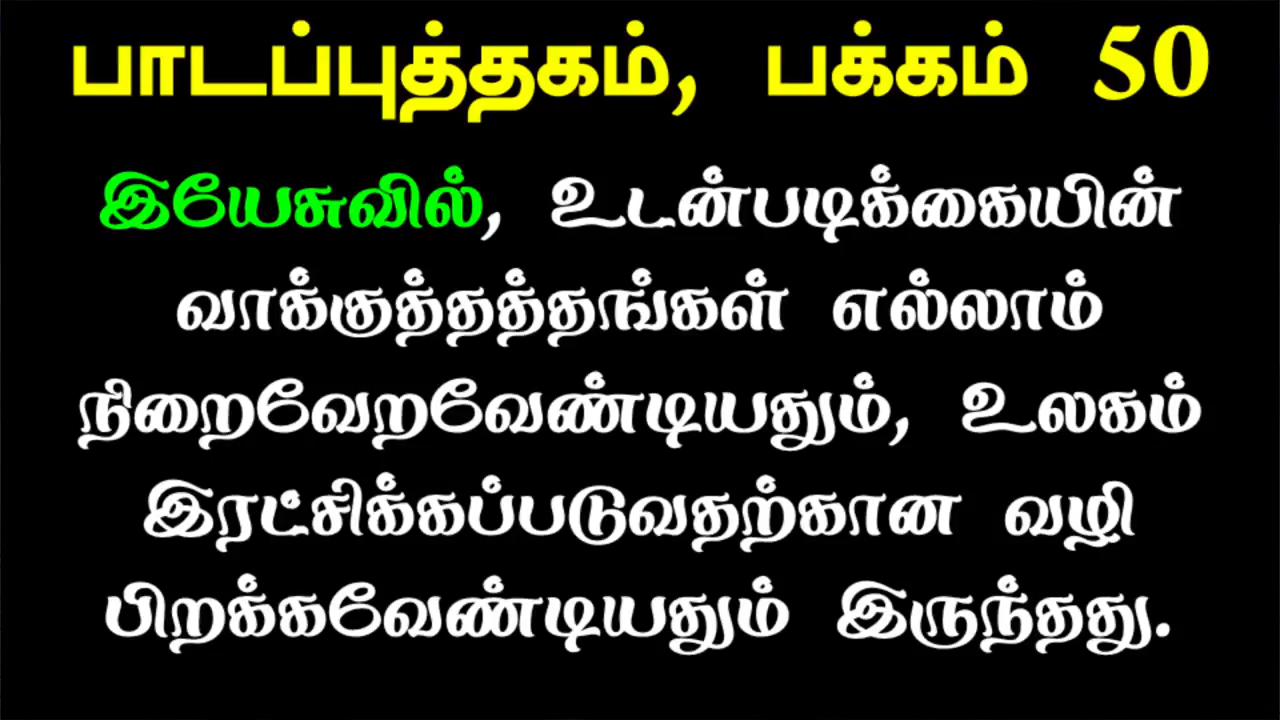 பாடப்புத்தகம், பக்கம் 50
இயேசுவில், உடன்படிக்கையின்
வாக்குத்தத்தங்கள் எல்லாம்
நிறைவேறவேண்டியதும், உலகம்
இரட்சிக்கப்படுவதற்கான வழி
பிறக்கவேண்டியதும் இருந்தது.